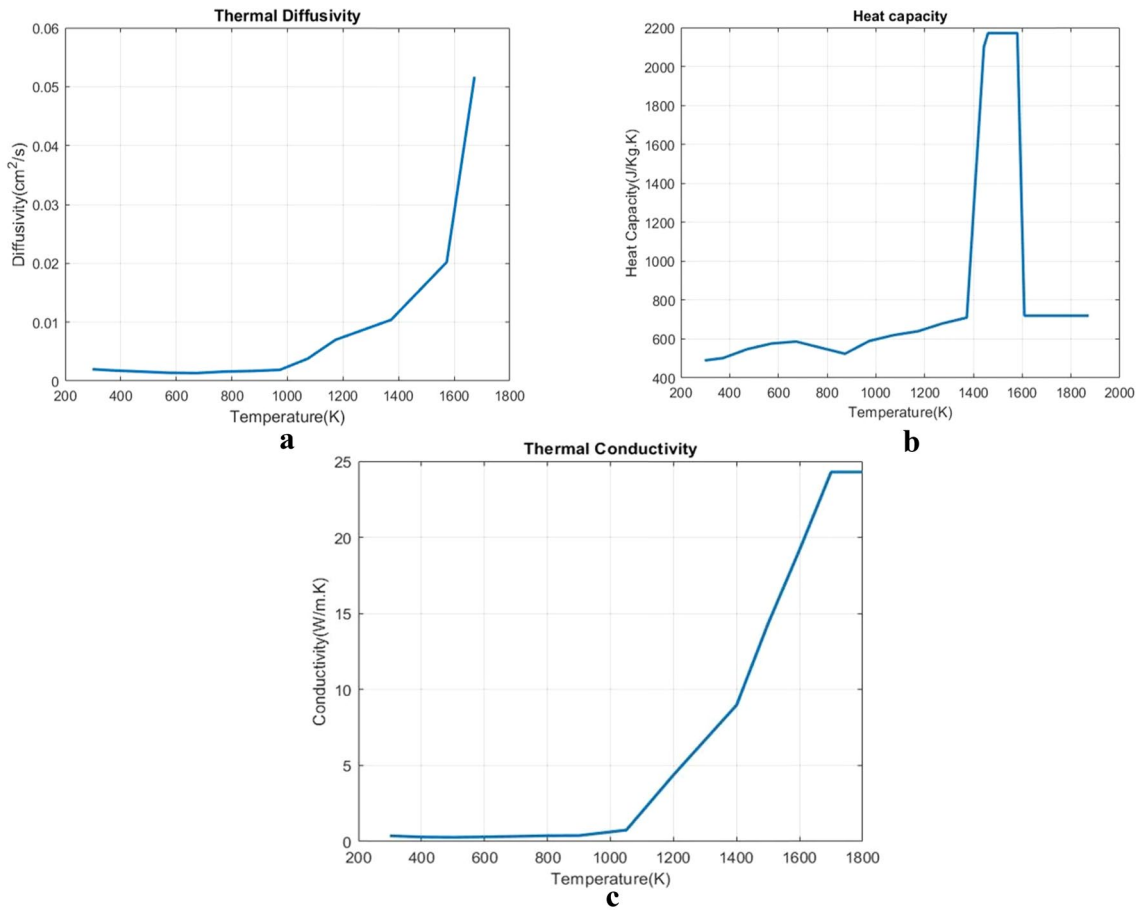 Thermal Diffusivity
0.06
0.05
0.04
0.03
0.02
0.01
0
Diffusivity(cm²/s)
200 400 600 800 1000 1200 1400 1600 1800
Temperature(K)
a
Heat capacity
2200
2000
1800
1600
1400
1200
1000
800
600
400
Heat Capacity(J/Kg.K)
200 400 600 800 1000 1200 1400 1600 1800 2000
Temperature(K)
b
Thermal Conductivity
25
20
15
10
5
0
Conductivity(W/m.K)
200 400 600 800 1000 1200 1400 1600 1800
Temperature(K)
c